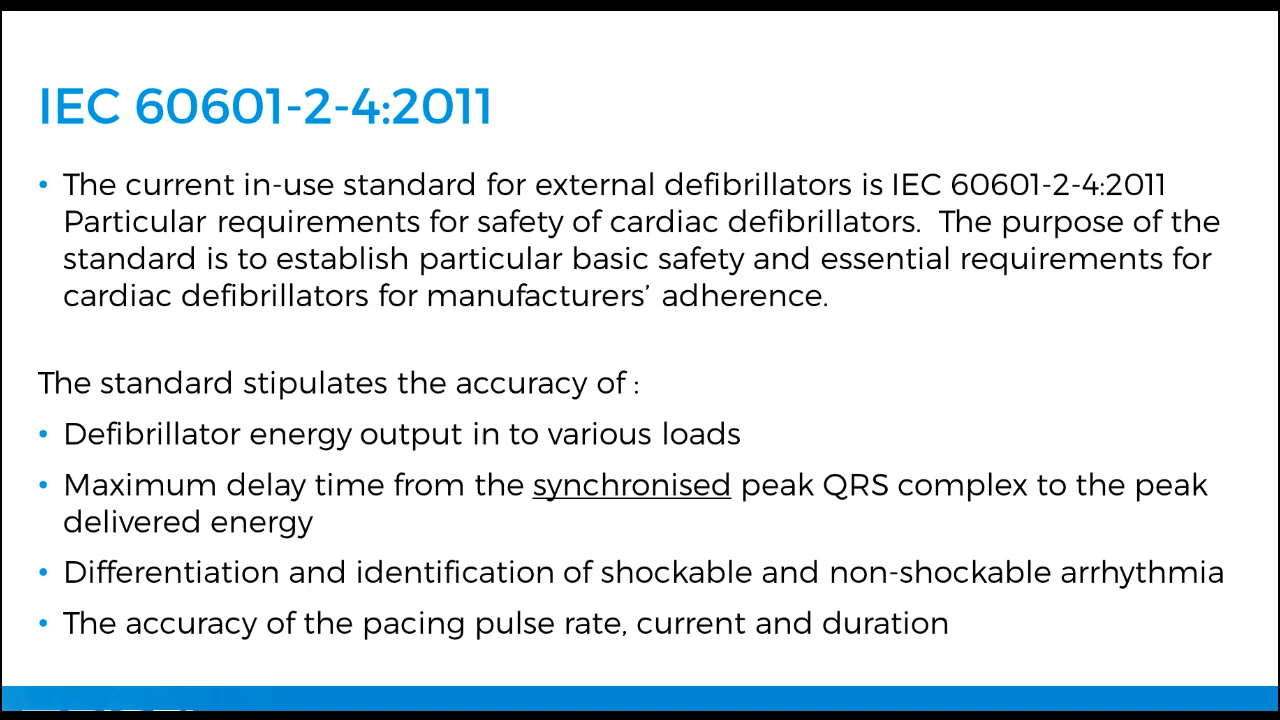 IEC 60601-2-4:2011
• The current in-use standard for external defibrillators is IEC 60601-2-4:2011
Particular requirements for safety of cardiac defibrillators.  The purpose of the
standard is to establish particular basic safety and essential requirements for
cardiac defibrillators for manufacturers’ adherence.
The standard stipulates the accuracy of :
• Defibrillator energy output in to various loads
• Maximum delay time from the synchronised peak QRS complex to the peak
delivered energy
• Differentiation and identification of shockable and non-shockable arrhythmia
• The accuracy of the pacing pulse rate, current and duration